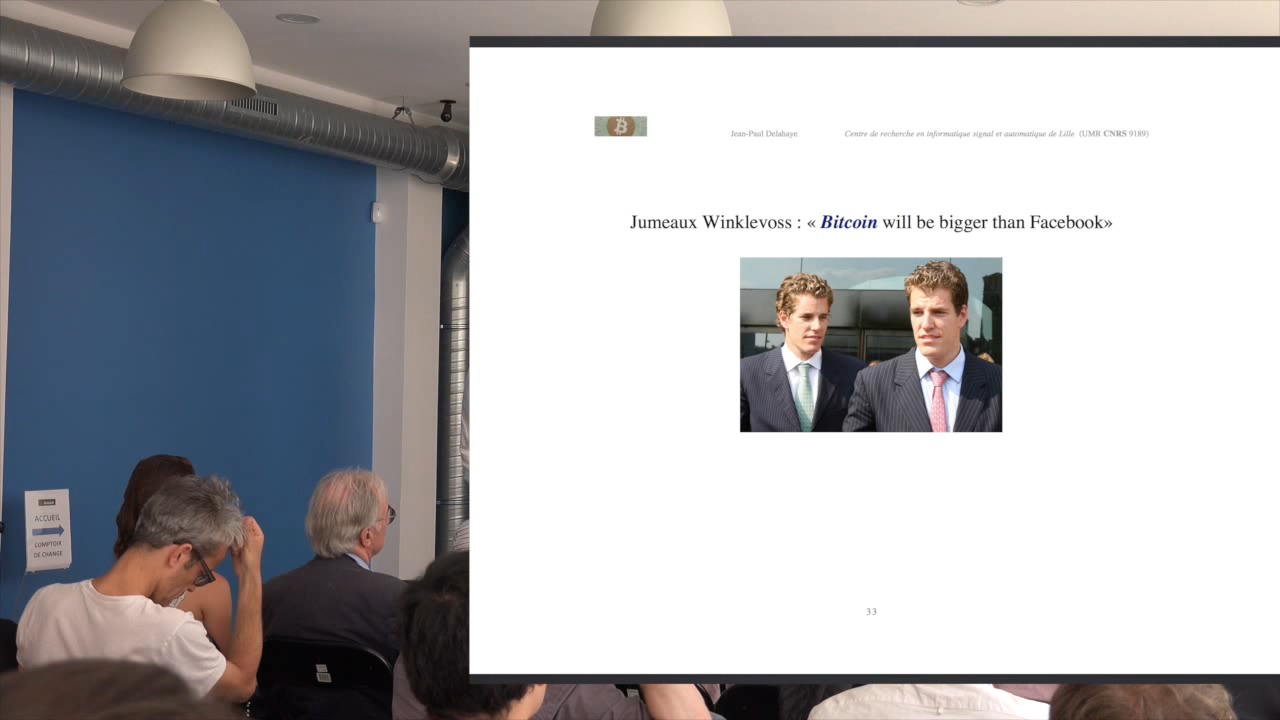 Jean-Paul Delahaye Centre de recherche en informatique signal et automatique de Lille (UMR CNRS 9189)
Jumeaux Winklevoss : « Bitcoin will be bigger than Facebook»
33
ACCUEIL
COMPTOIR
DE CHANGE